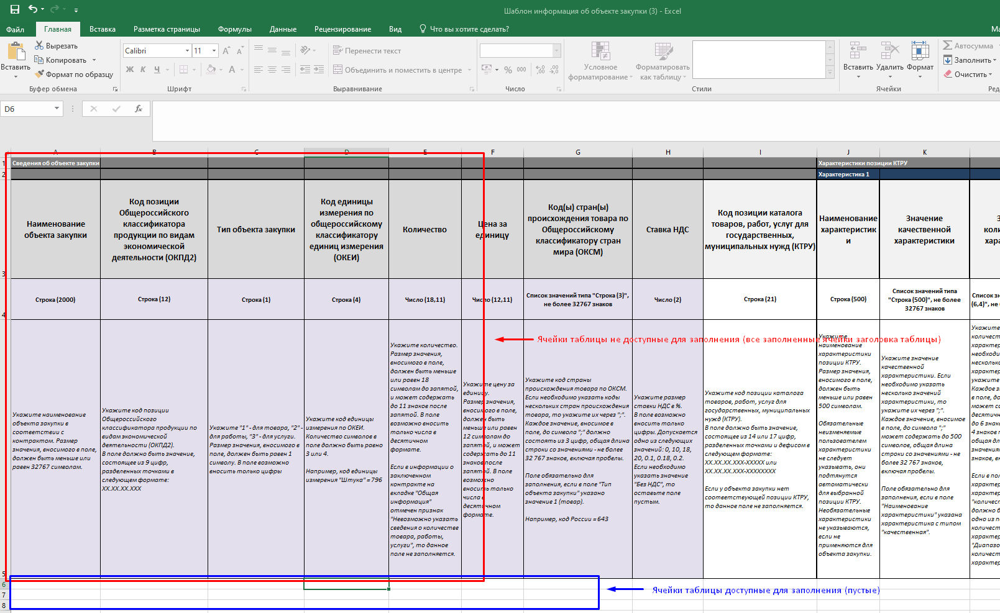 Шаблон информация об объекте закупки (3) - Excel
Файл Главная Вставка Разметка страницы Формулы Данные Рецензирование Вид Что вы хотите сделать?
Вставить
Вырезать
Копировать
Формат по образцу
Буфер обмена
Calibri 11
Ж К Ч
Шрифт
Перенести текст
Объединить и поместить в центре
Выравнивание
% 000
Число
Условное
форматирование
Форматировать
как таблицу
Стили
Вставить Удалить Формат
Ячейки
Автосумма
Заполнить
Очистить
D6
fx
A B C D E F G H I J K
1 Сведения об объекте закупки Характеристики позиции КТРУ
2 Характеристика 1
3
Наименование
объекта закупки
Код позиции
Общероссийского
классификатора
продукции по видам
экономической
деятельности (ОКПД2)
Тип объекта закупки
Код единицы
измерения по
общероссийскому
классификатору
единиц измерения
(ОКЕИ)
Количество
Цена за
единицу
Код(ы) стран(ы)
происхождения товара по
Общероссийскому
классификатору стран
мира (ОКСМ)
Ставка НДС
Код позиции каталога
товаров, работ, услуг для
государственных,
муниципальных нужд (КТРУ)
Наименование
характеристик
и
Значение
качественной
характеристики
4
Строка (2000)
Строка (12)
Строка (1)
Строка (4)
Число (18,11)
Число (12,11)
Список значений типа "Строка (3)",
не более 32767 знаков
Число (2)
Строка (21)
Строка (500)
Список значений типа
"Строка (500)", не более
32767 знаков
5
Укажите наименование
объекта закупки в
соответствии с
контрактом. Размер
значения, вносимого в поле,
должен быть меньше или
равен 32767 символам.
Укажите код позиции
Общероссийского
классификатора продукции по
видам экономической
деятельности (ОКПД2).
В поле должно быть значение,
состоящее из 9 цифр,
разделенных точками в
следующем формате:
XX.XX.XX.XXX
Укажите "1" - для товара, "2" -
для работы, "3" - для услуги.
Размер значения, вносимого в
поле, должен быть равен 1
символу. В поле возможно
вносить только цифры
Укажите код единицы
измерения по ОКЕИ.
Количество символов в
поле должно быть равно
3 или 4.
Например, код единицы
измерения "Штука" = 796
Укажите количество.
Размер значения,
вносимого в поле,
должен быть меньше
или равен 18
символам до запятой,
и может содержать
до 11 знаков после
запятой. В поле
возможно вносить
только числа в
десятичном
формате.
Если в информации о
заключенном
контракте на
вкладке "Общая
информация"
отмечен признак
"Невозможно указать
сведения о количестве
товара, работы,
услуги", то данное
поле не заполняется.
Укажите цену за
единицу.
Размер значения,
вносимого в поле,
должен быть
меньше или равен
12 символам до
запятой, и может
содержать до 11
знаков после
запятой. В поле
возможно
вносить только
числа в
десятичном
формате.
Укажите код страны
происхождения товара по ОКСМ.
Если необходимо указать коды
нескольких стран происхождения
товара, то укажите их через ";".
Каждое значение, вносимое в
поле, до символа ";" должно
состоять из 3 цифр, общая длина
строки со значениями - не более
32 767 знаков, включая пробелы.
Поле обязательно для
заполнения, если в поле "Тип
объекта закупки" указано
значение 1 (товар).
Например, код России = 643
Укажите размер
ставки НДС в %.
В поле возможно
вносить только
цифры. Допускается
одно из следующих
значений: 0, 10, 18,
20, 0.1, 0.18, 0.2.
Если необходимо
указать значение
"Без НДС", то
оставьте поле
пустым.
Укажите код позиции каталога
товаров, работ, услуг для
государственных, муниципальных
нужд (КТРУ).
В поле должно быть значение,
состоящее из 14 или 17 цифр,
разделенных точками и дефисом в
следующем формате:
XX.XX.XX.XXX-XXXXX или
XX.XX.XX.XXX-XXXXXXXX
Если у объекта закупки нет
соответствующей позиции КТРУ,
то данное поле не заполняется.
Укажите
наименование
характеристики
позиции КТРУ.
Размер значения,
вносимого в поле,
должен быть
меньше или равен
500 символам.
Обязательные
неизменяемые
пользователем
характеристики
не следует
указывать, они
подтянутся
автоматически
для выбранной
позиции КТРУ.
Необязательные
характеристики
не указываются,
если не
применяются для
объекта закупки.
Укажите значение
качественной
характеристики. Если
необходимо указать
несколько значений
характеристики, то
укажите их через ";".
Каждое значение, вносимое
в поле, до символа ";"
может содержать до 500
символов, общая длина
строки со значениями - не
более 32 767 знаков,
включая пробелы.
Поле обязательно для
заполнения, если в поле
"Наименование
характеристики" указана
характеристика с типом
"качественная".
Ячейки таблицы не доступные для заполнения (все заполненные ячейки заголовка таблицы)
6
7
8
Ячейки таблицы доступные для заполнения (пустые)